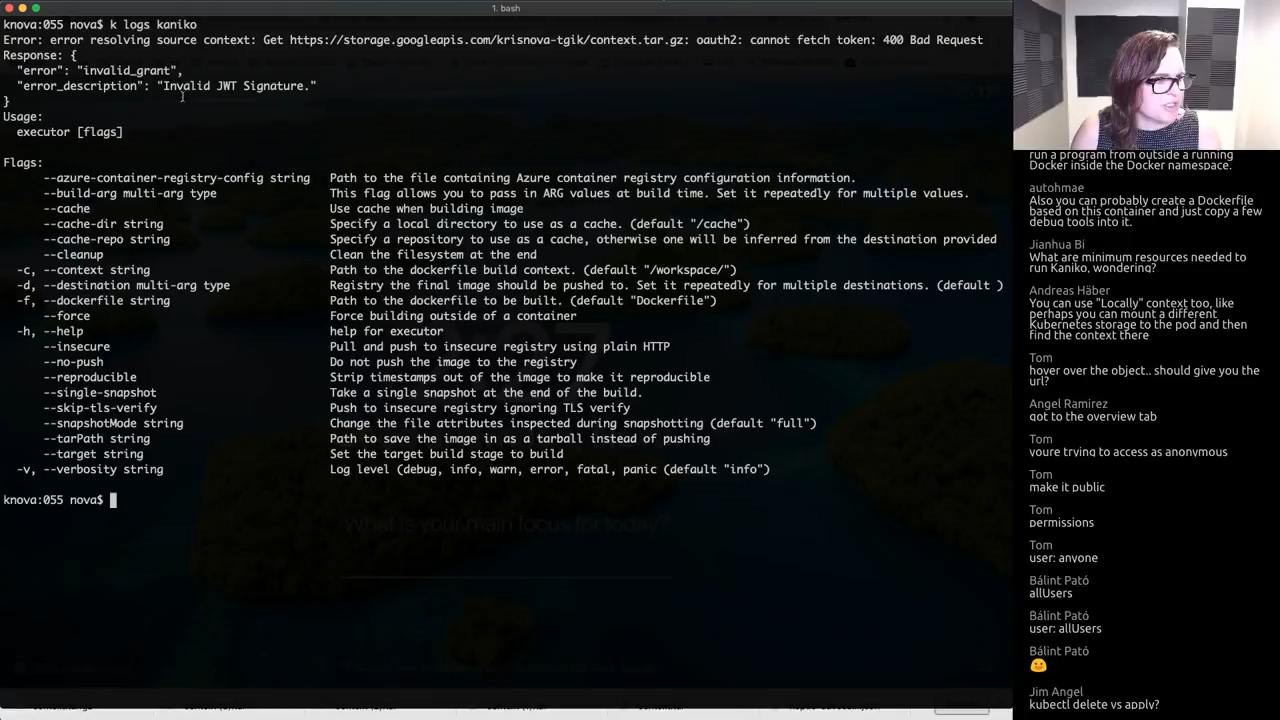 1. bash
knova:055 nova$ k logs kaniko
Error: error resolving source context: Get https://storage.googleapis.com/krisnova-tgik/context.tar.gz: oauth2: cannot fetch token: 400 Bad Request
Response: {
"error": "invalid_grant",
"error_description": "Invalid JWT Signature."
}
Usage:
executor [flags]
Flags:
--azure-container-registry-config string Path to the file containing Azure container registry configuration information.
--build-arg multi-arg type This flag allows you to pass in ARG values at build time. Set it repeatedly for multiple values.
--cache Use cache when building image
--cache-dir string Specify a local directory to use as a cache. (default "/cache")
--cache-repo string Specify a repository to use as a cache, otherwise one will be inferred from the destination provided
--cleanup Clean the filesystem at the end
-c, --context string Path to the dockerfile build context. (default "/workspace/")
-d, --destination multi-arg type Registry the final image should be pushed to. Set it repeatedly for multiple destinations. (default )
-f, --dockerfile string Path to the dockerfile to be built. (default "Dockerfile")
--force Force building outside of a container
-h, --help help for executor
--insecure Pull and push to insecure registry using plain HTTP
--no-push Do not push the image to the registry
--reproducible Strip timestamps out of the image to make it reproducible
--single-snapshot Take a single snapshot at the end of the build.
--skip-tls-verify Push to insecure registry ignoring TLS verify
--snapshotMode string Change the file attributes inspected during snapshotting (default "full")
--tarPath string Path to save the image in as a tarball instead of pushing
--target string Set the target build stage to build
-v, --verbosity string Log level (debug, info, warn, error, fatal, panic (default "info")
knova:055 nova$
What is your main focus for today?
run a program from outside a running
Docker inside the Docker namespace.
autohmae
Also you can probably create a Dockerfile
based on this container and just copy a few
debug tools into it.
Jianhua Bi
What are minimum resources needed to
run Kaniko, wondering?
Andreas Häber
You can use "Locally" context too, like
perhaps you can mount a different
Kubernetes storage to the pod and then
find the context there
Tom
hover over the object.. should give you the
url?
Angel Ramirez
got to the overview tab
Tom
youre trying to access as anonymous
Tom
make it public
Tom
permissions
Tom
user: anyone
Bálint Pató
allUsers
Bálint Pató
user: allUsers
Bálint Pató
Jim Angel
kubectl delete vs apply?